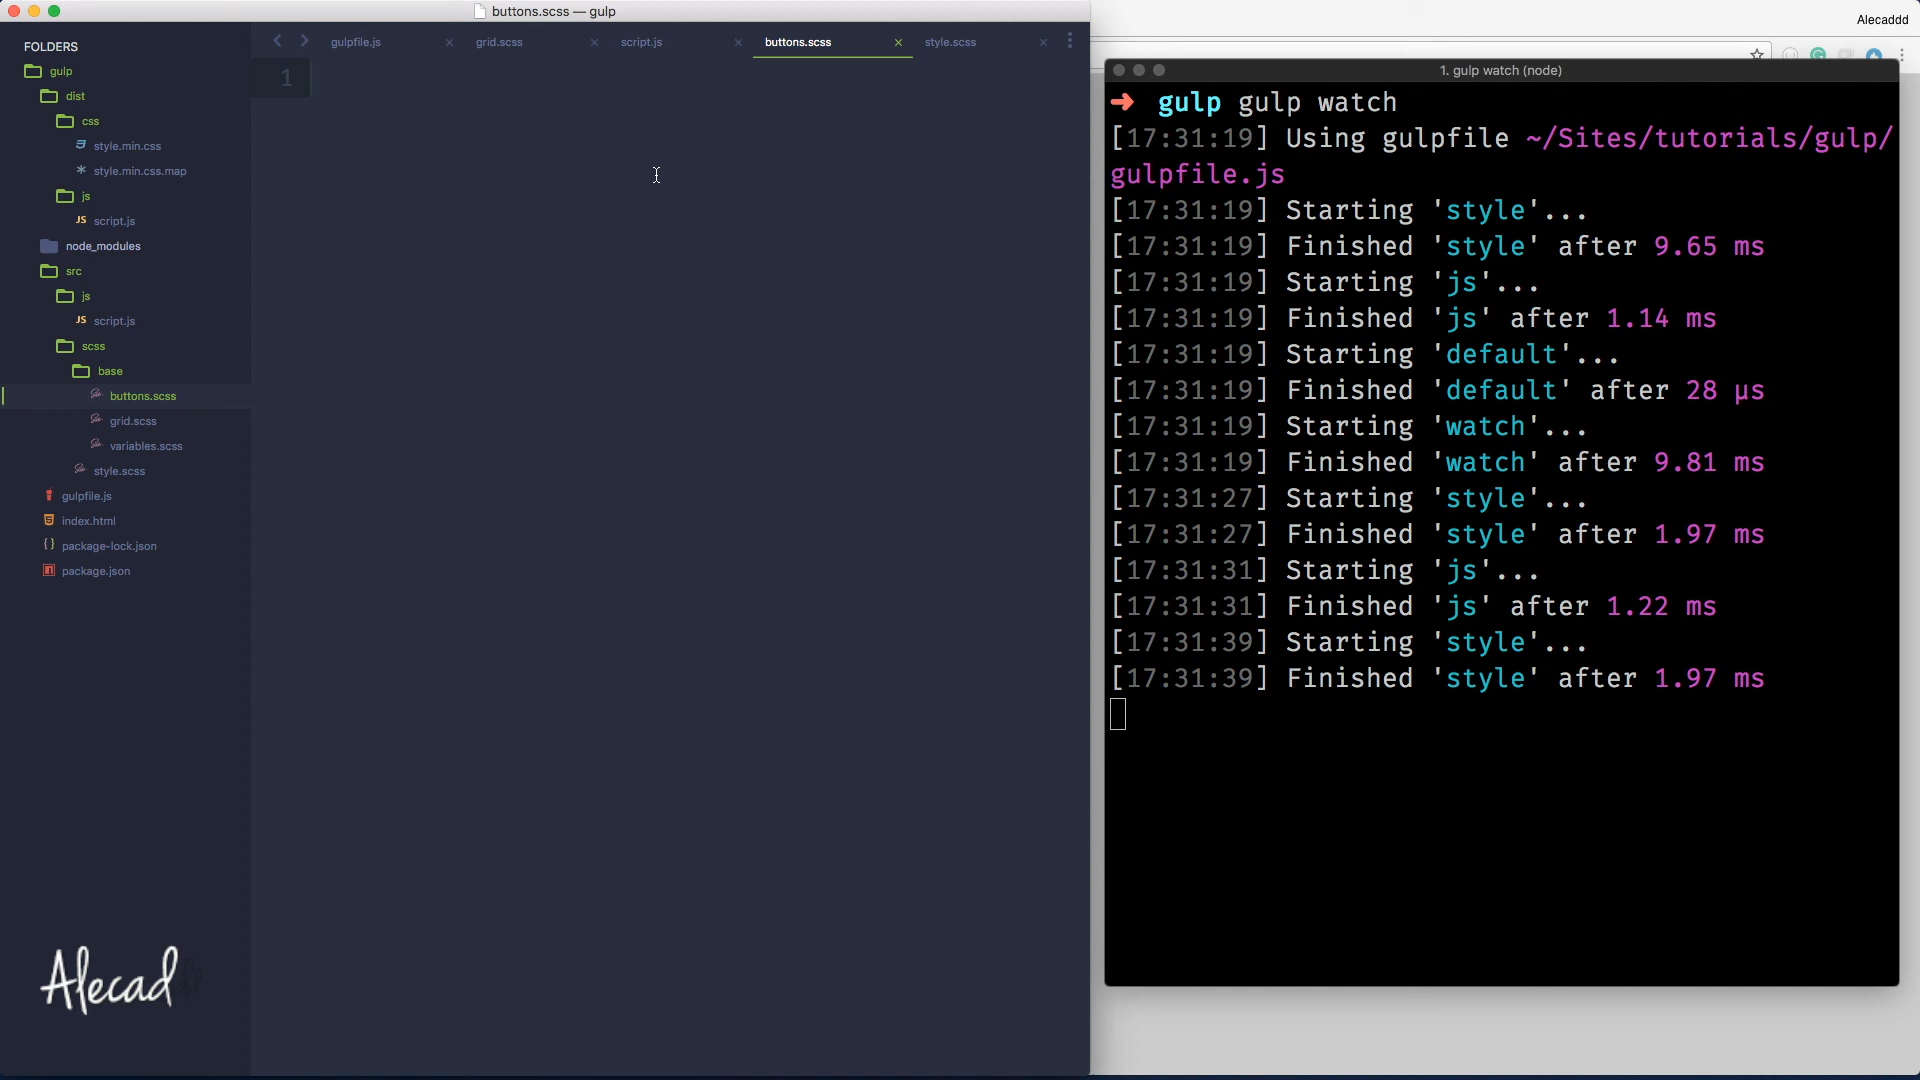 buttons.scss — gulp
Alecaddd
FOLDERS
gulp
dist
css
style.min.css
style.min.css.map
js
JS script.js
node_modules
src
js
JS script.js
scss
base
buttons.scss
grid.scss
variables.scss
style.scss
gulpfile.js
index.html
package-lock.json
package.json
Alecad
gulpfile.js
grid.scss
script.js
buttons.scss
style.scss
1
1. gulp watch (node)
➜ gulp gulp watch
[17:31:19] Using gulpfile ~/Sites/tutorials/gulp/
gulpfile.js
[17:31:19] Starting 'style'...
[17:31:19] Finished 'style' after 9.65 ms
[17:31:19] Starting 'js'...
[17:31:19] Finished 'js' after 1.14 ms
[17:31:19] Starting 'default'...
[17:31:19] Finished 'default' after 28 μs
[17:31:19] Starting 'watch'...
[17:31:19] Finished 'watch' after 9.81 ms
[17:31:27] Starting 'style'...
[17:31:27] Finished 'style' after 1.97 ms
[17:31:31] Starting 'js'...
[17:31:31] Finished 'js' after 1.22 ms
[17:31:39] Starting 'style'...
[17:31:39] Finished 'style' after 1.97 ms